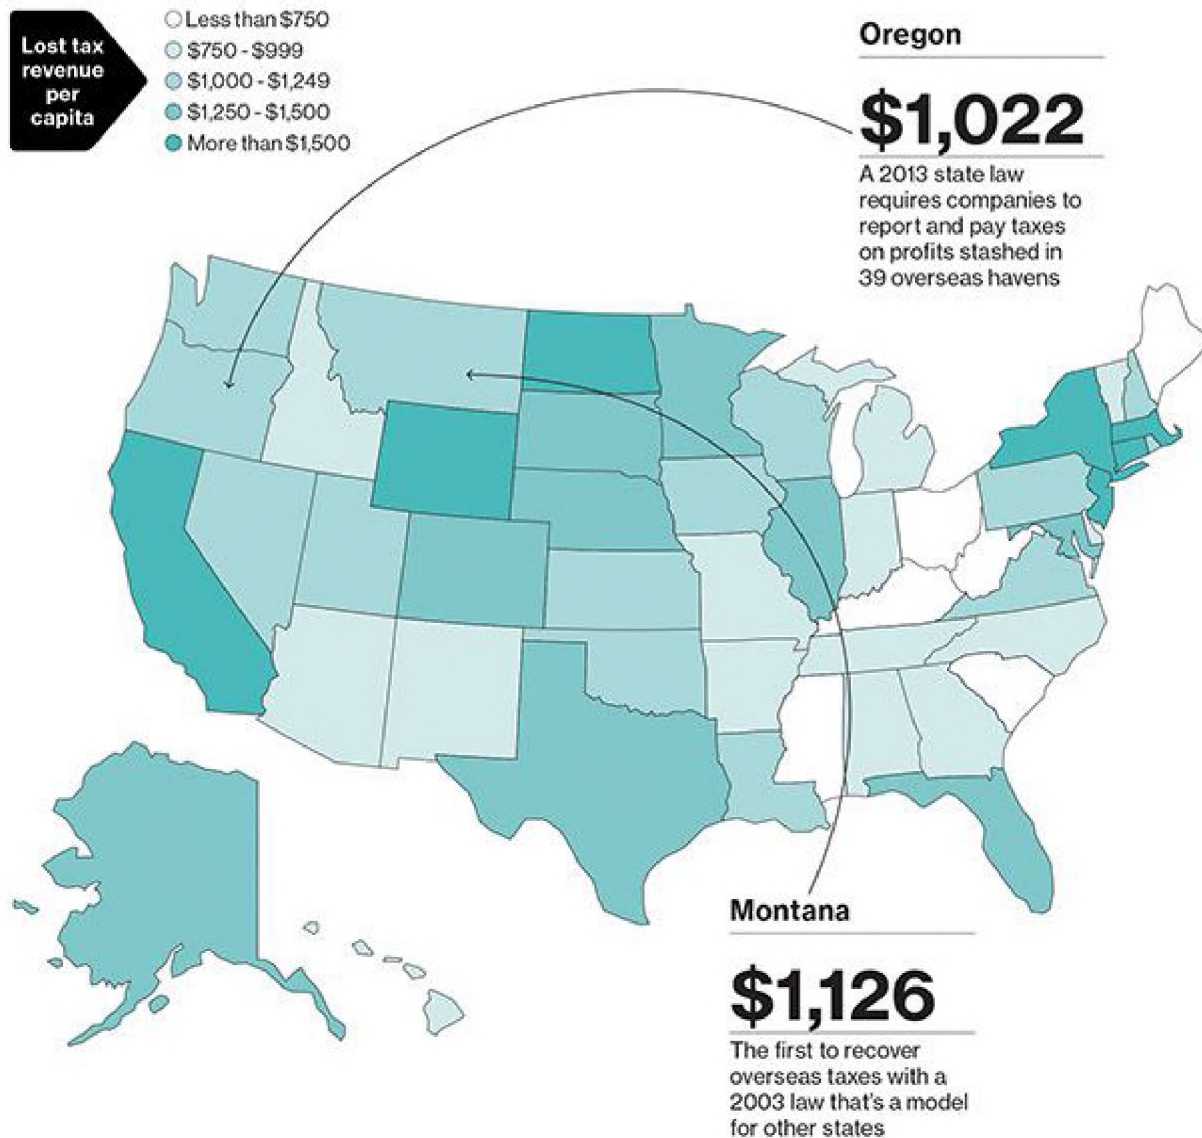 Lost tax
revenue
per
capita
Less than $750
$750 - $999
$1,000 - $1,249
$1,250 - $1,500
More than $1,500
Oregon
$1,022
A 2013 state law
requires companies to
report and pay taxes
on profits stashed in
39 overseas havens
Montana
$1,126
The first to recover
overseas taxes with a
2003 law that's a model
for other states